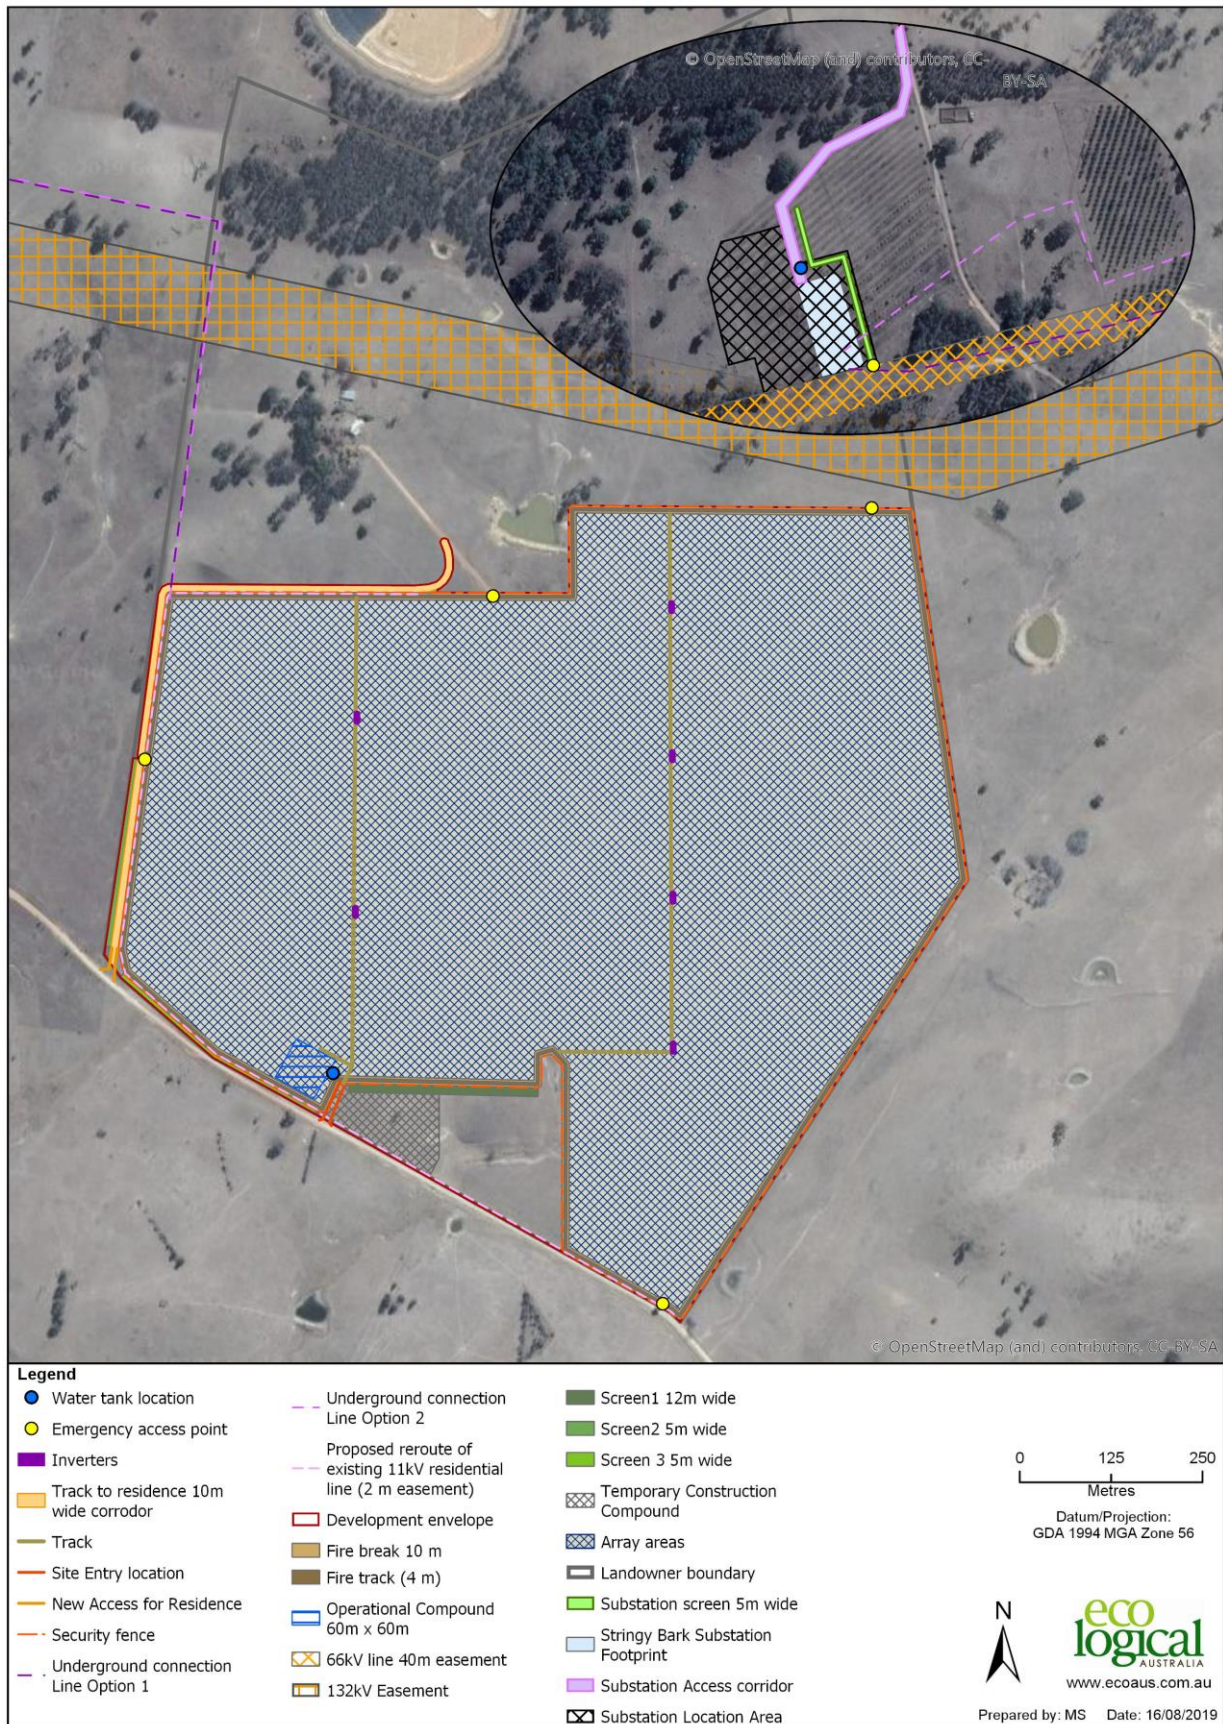 © OpenStreetMap (and) contributors, CC-
BY-SA
© OpenStreetMap (and) contributors, CC-BY-SA
Legend
Water tank location
Emergency access point
Inverters
Track to residence 10m
wide corrodor
Track
Site Entry location
New Access for Residence
Security fence
Underground connection
Line Option 1
Underground connection
Line Option 2
Proposed reroute of
existing 11kV residential
line (2 m easement)
Development envelope
Fire break 10 m
Fire track (4 m)
Operational Compound
60m x 60m
66kV line 40m easement
132kV Easement
Screen1 12m wide
Screen2 5m wide
Screen 3 5m wide
Temporary Construction
Compound
Array areas
Landowner boundary
Substation screen 5m wide
Stringy Bark Substation
Footprint
Substation Access corridor
Substation Location Area
0 125 250
Metres
Datum/Projection:
GDA 1994 MGA Zone 56
N
eco
logical
AUSTRALIA
www.ecoaus.com.au
Prepared by: MS Date: 16/08/2019